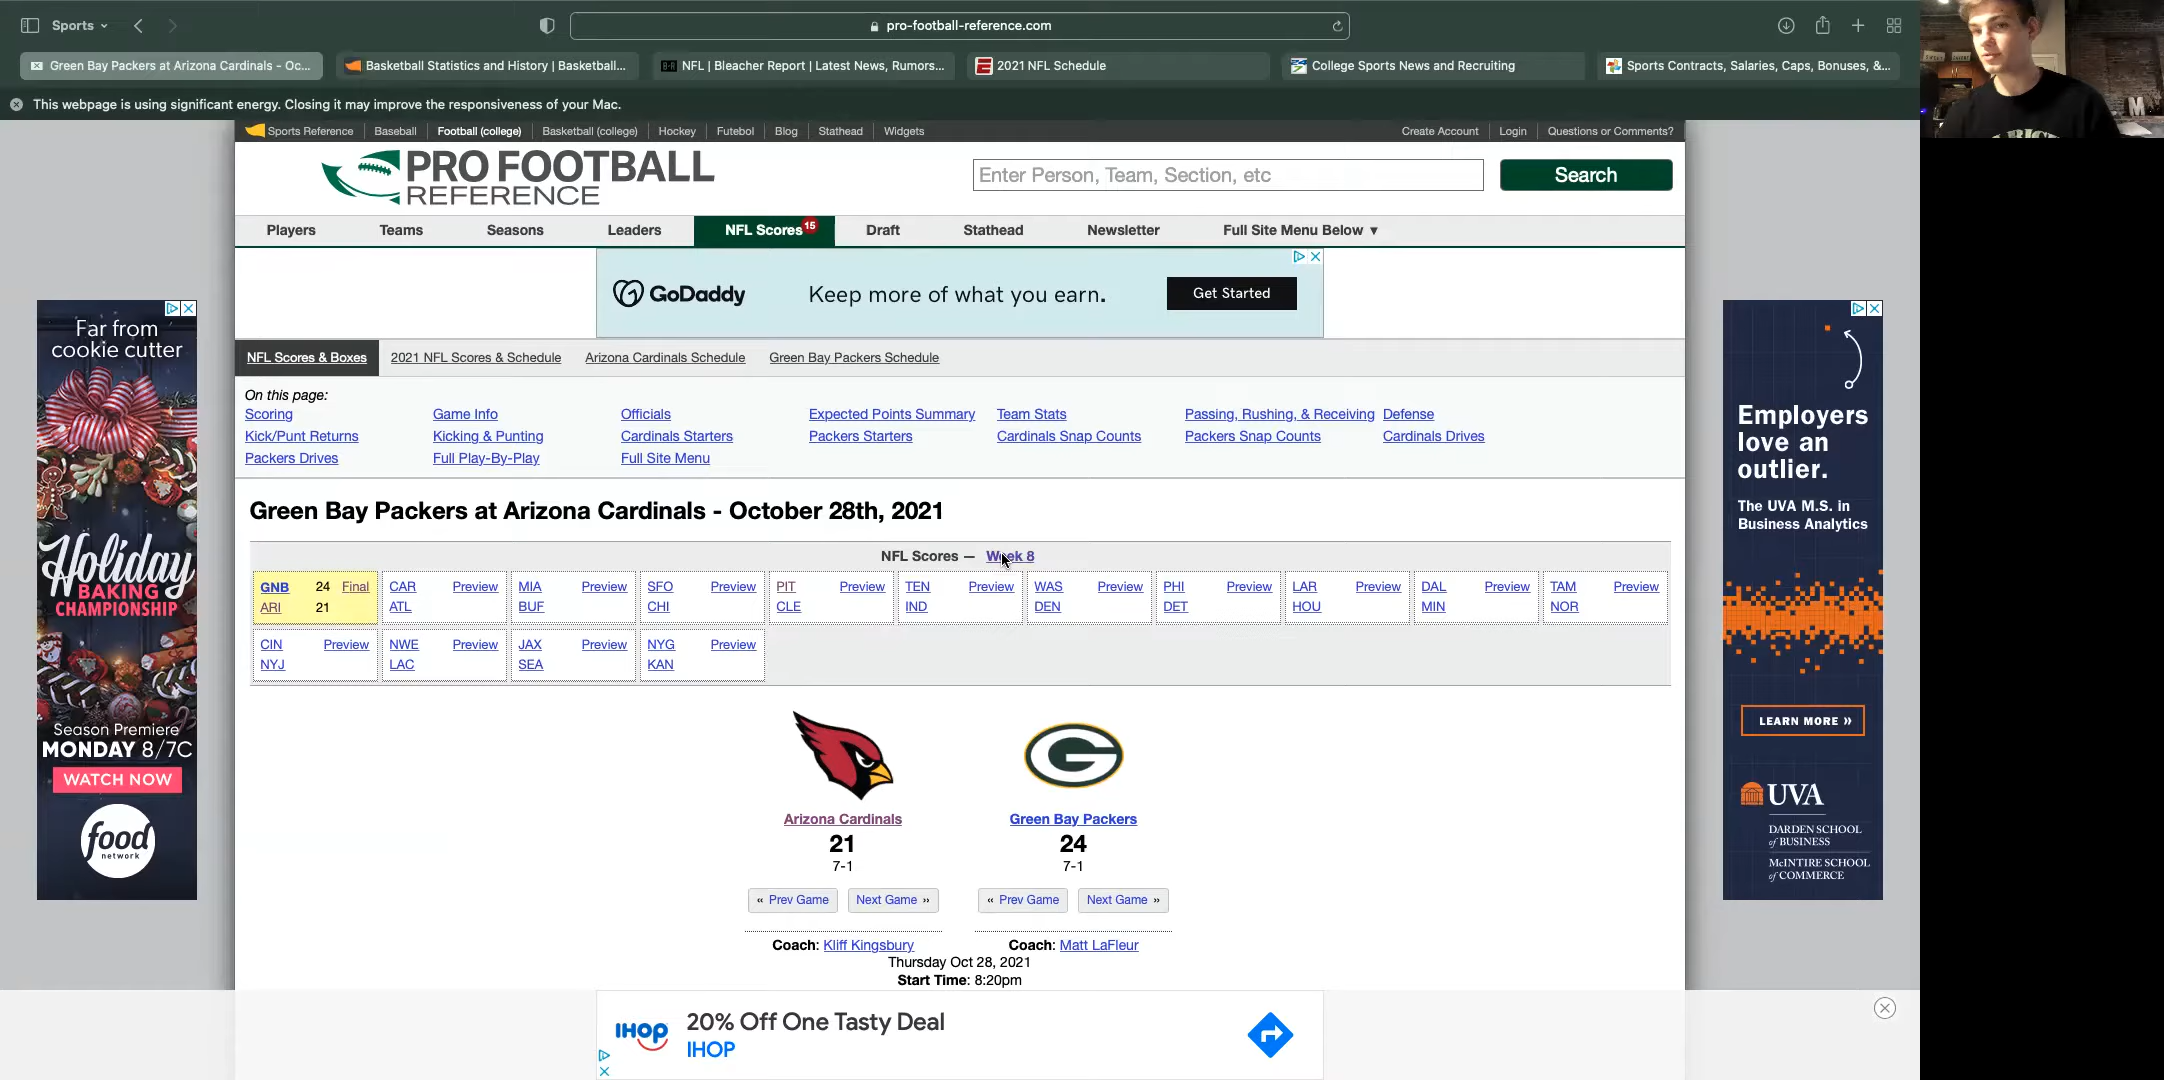 Sports
pro-football-reference.com
Green Bay Packers at Arizona Cardinals - Oc...
Basketball Statistics and History | Basketball...
NFL | Bleacher Report | Latest News, Rumors...
2021 NFL Schedule
College Sports News and Recruiting
Sports Contracts, Salaries, Caps, Bonuses, &...
This webpage is using significant energy. Closing it may improve the responsiveness of your Mac.
Sports Reference Baseball Football (college) Basketball (college) Hockey Futebol Blog Stathead Widgets
Create Account Login Questions or Comments?
PRO FOOTBALL
REFERENCE
Enter Person, Team, Section, etc
Search
Players Teams Seasons Leaders NFL Scores 15 Draft Stathead Newsletter Full Site Menu Below ▼
GoDaddy Keep more of what you earn. Get Started
NFL Scores & Boxes 2021 NFL Scores & Schedule Arizona Cardinals Schedule Green Bay Packers Schedule
On this page:
Scoring Game Info Officials Expected Points Summary Team Stats Passing, Rushing, & Receiving Defense
Kick/Punt Returns Kicking & Punting Cardinals Starters Packers Starters Cardinals Snap Counts Packers Snap Counts Cardinals Drives
Packers Drives Full Play-By-Play Full Site Menu
Green Bay Packers at Arizona Cardinals - October 28th, 2021
NFL Scores — Week 8
GNB 24 Final CAR Preview MIA Preview SFO Preview PIT Preview TEN Preview WAS Preview PHI Preview LAR Preview DAL Preview TAM Preview
ARI 21 ATL BUF CHI CLE IND DEN DET HOU MIN NOR
CIN Preview NWE Preview JAX Preview NYG Preview
NYJ LAC SEA KAN
Arizona Cardinals Green Bay Packers
21 24
7-1 7-1
« Prev Game Next Game » « Prev Game Next Game »
Coach: Kliff Kingsbury Coach: Matt LaFleur
Thursday Oct 28, 2021
Start Time: 8:20pm
Far from
cookie cutter
Holiday
BAKING
CHAMPIONSHIP
Season Premiere
MONDAY 8/7C
WATCH NOW
food
network
Employers
love an
outlier.
The UVA M.S. in
Business Analytics
LEARN MORE »
UVA
DARDEN SCHOOL
of BUSINESS
McINTIRE SCHOOL
of COMMERCE
IHOP
20% Off One Tasty Deal
IHOP